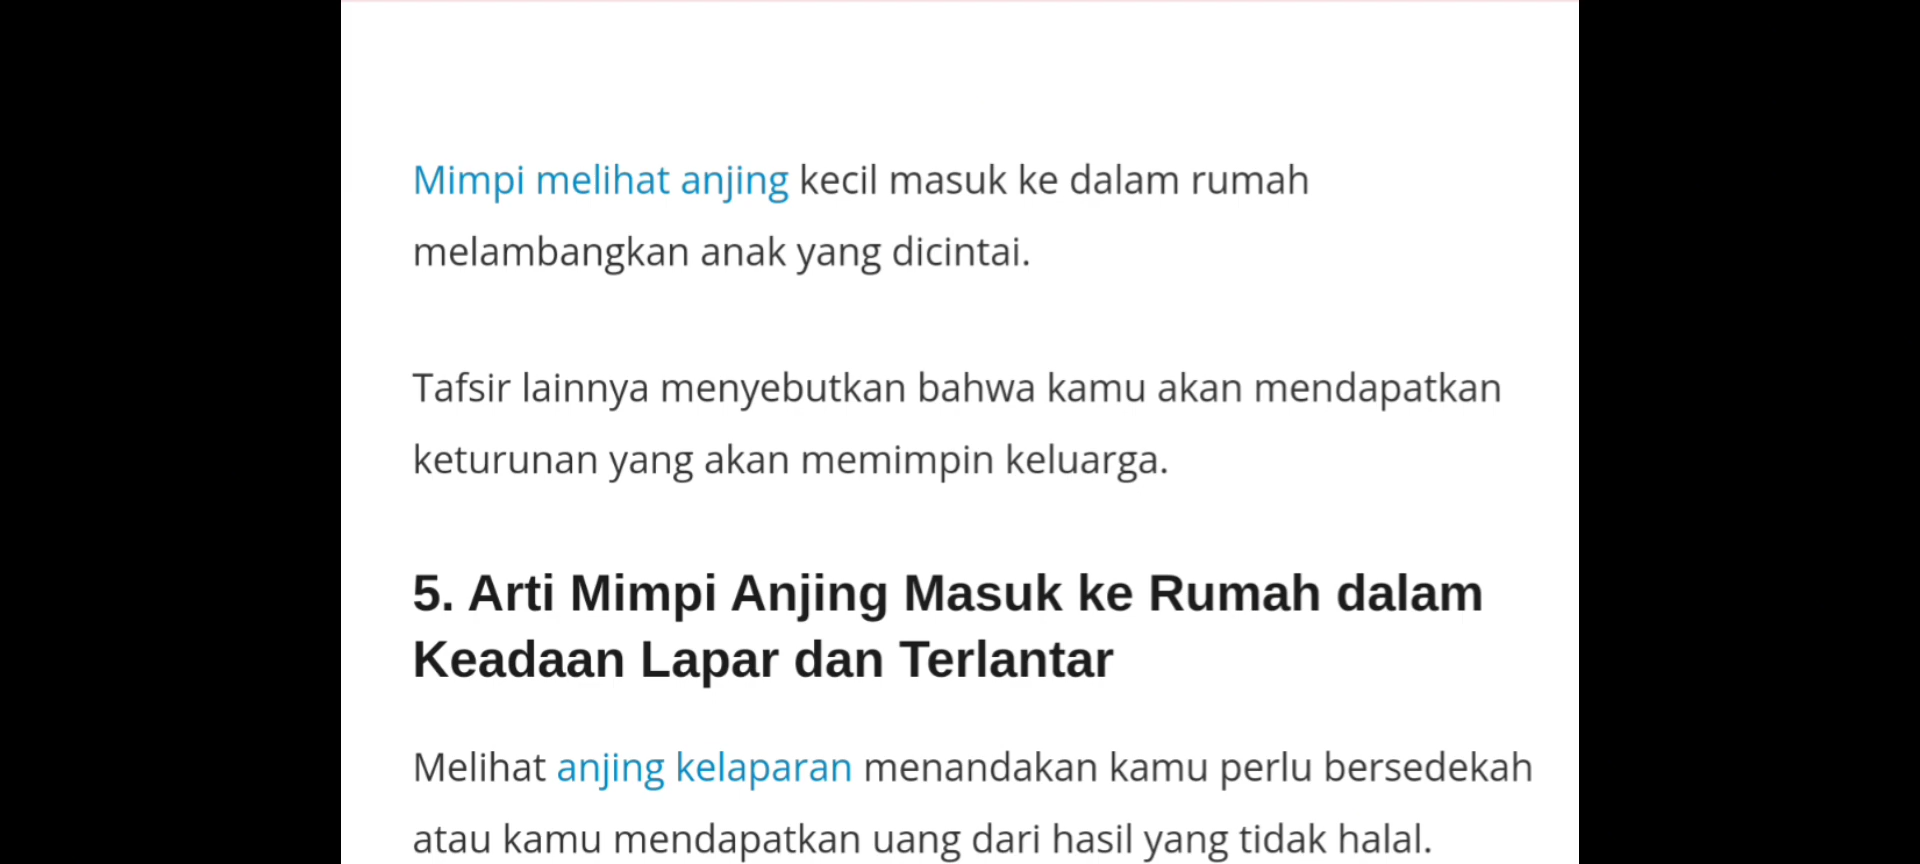 Mimpi melihat anjing kecil masuk ke dalam rumah
melambangkan anak yang dicintai.
Tafsir lainnya menyebutkan bahwa kamu akan mendapatkan
keturunan yang akan memimpin keluarga.
5. Arti Mimpi Anjing Masuk ke Rumah dalam
Keadaan Lapar dan Terlantar
Melihat anjing kelaparan menandakan kamu perlu bersedekah
atau kamu mendapatkan uang dari hasil yang tidak halal.